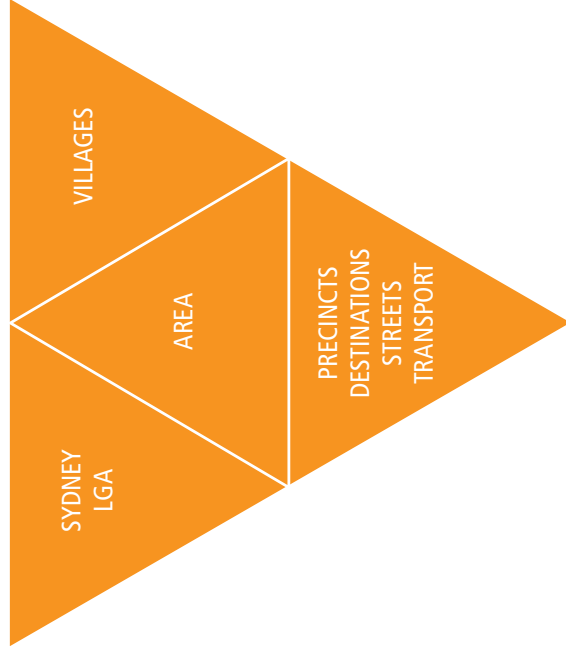 SYDNEY
LGA
AREA
VILLAGES
PRECINCTS
DESTINATIONS
STREETS
TRANSPORT